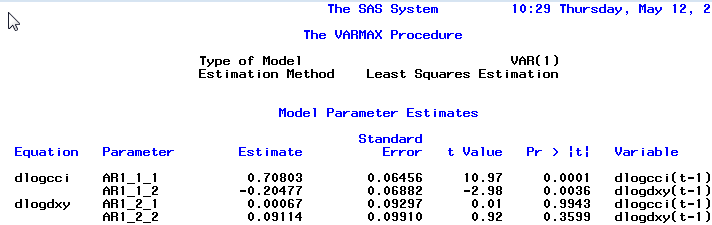 The SAS System 10:29 Thursday, May 12, 2
The VARMAX Procedure
Type of Model VAR(1)
Estimation Method Least Squares Estimation
Model Parameter Estimates
Standard
Equation Parameter Estimate Error t Value Pr > |t| Variable
dlogcci AR1_1_1 0.70803 0.06456 10.97 0.0001 dlogcci(t-1)
AR1_1_2 -0.20477 0.06882 -2.98 0.0036 dlogdxy(t-1)
dlogdxy AR1_2_1 0.00067 0.09297 0.01 0.9943 dlogcci(t-1)
AR1_2_2 0.09114 0.09910 0.92 0.3599 dlogdxy(t-1)